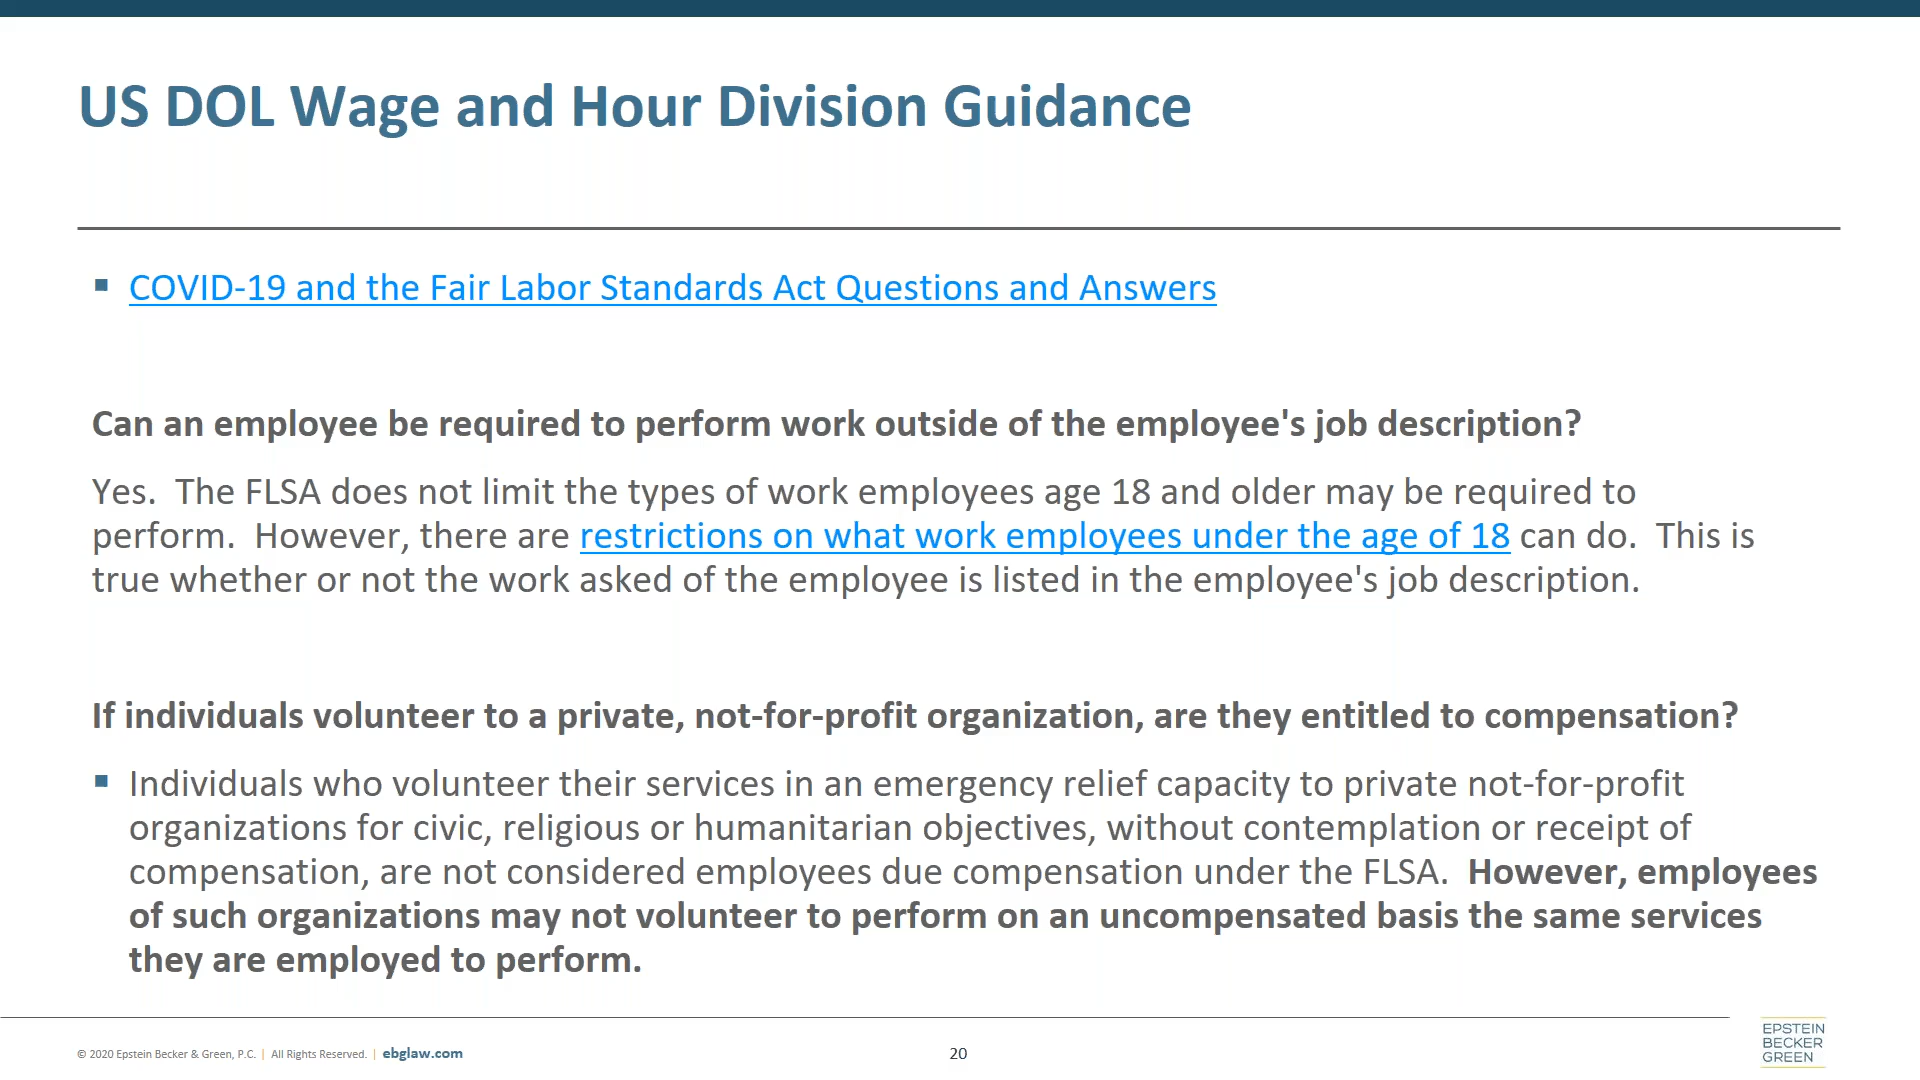 US DOL Wage and Hour Division Guidance
COVID-19 and the Fair Labor Standards Act Questions and Answers
Can an employee be required to perform work outside of the employee's job description?
Yes.  The FLSA does not limit the types of work employees age 18 and older may be required to
perform.  However, there are restrictions on what work employees under the age of 18 can do.  This is
true whether or not the work asked of the employee is listed in the employee's job description.
If individuals volunteer to a private, not-for-profit organization, are they entitled to compensation?
Individuals who volunteer their services in an emergency relief capacity to private not-for-profit
organizations for civic, religious or humanitarian objectives, without contemplation or receipt of
compensation, are not considered employees due compensation under the FLSA.  However, employees
of such organizations may not volunteer to perform on an uncompensated basis the same services
they are employed to perform.
© 2020 Epstein Becker & Green, P.C. | All Rights Reserved. | ebglaw.com
20
EPSTEIN
BECKER
GREEN